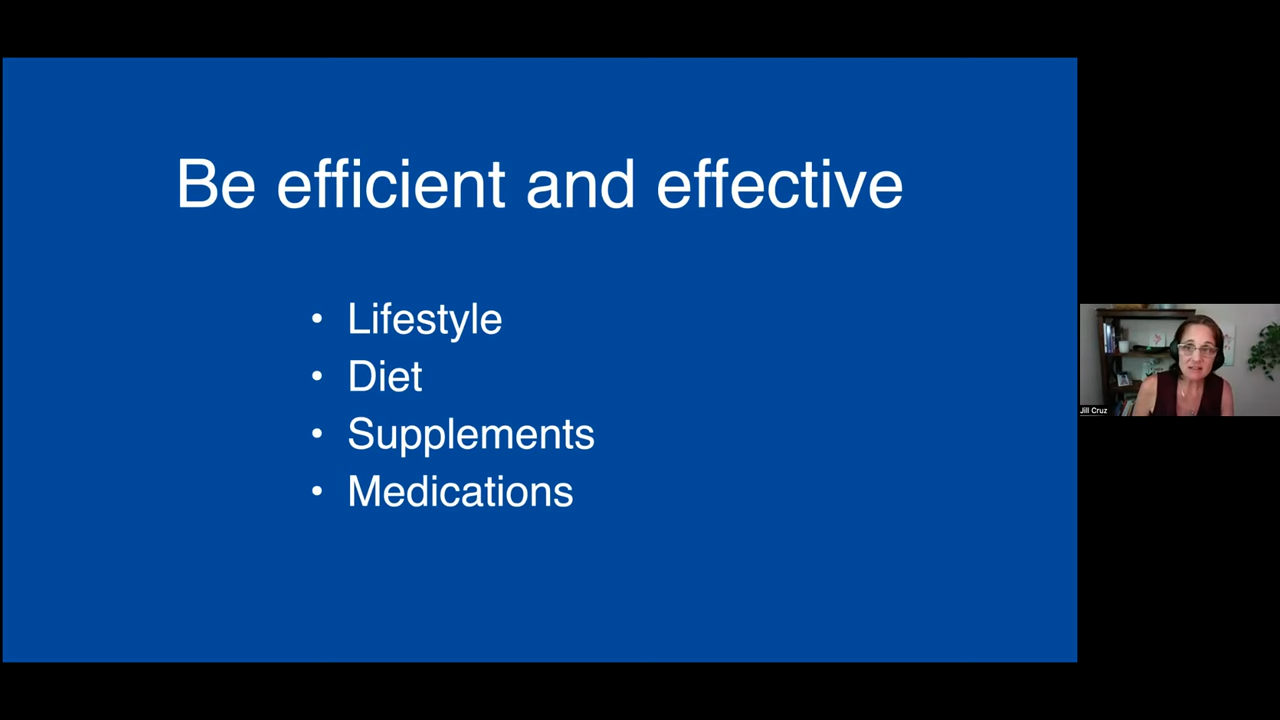 Be efficient and effective
• Lifestyle
• Diet
• Supplements
• Medications
Jill Cruz